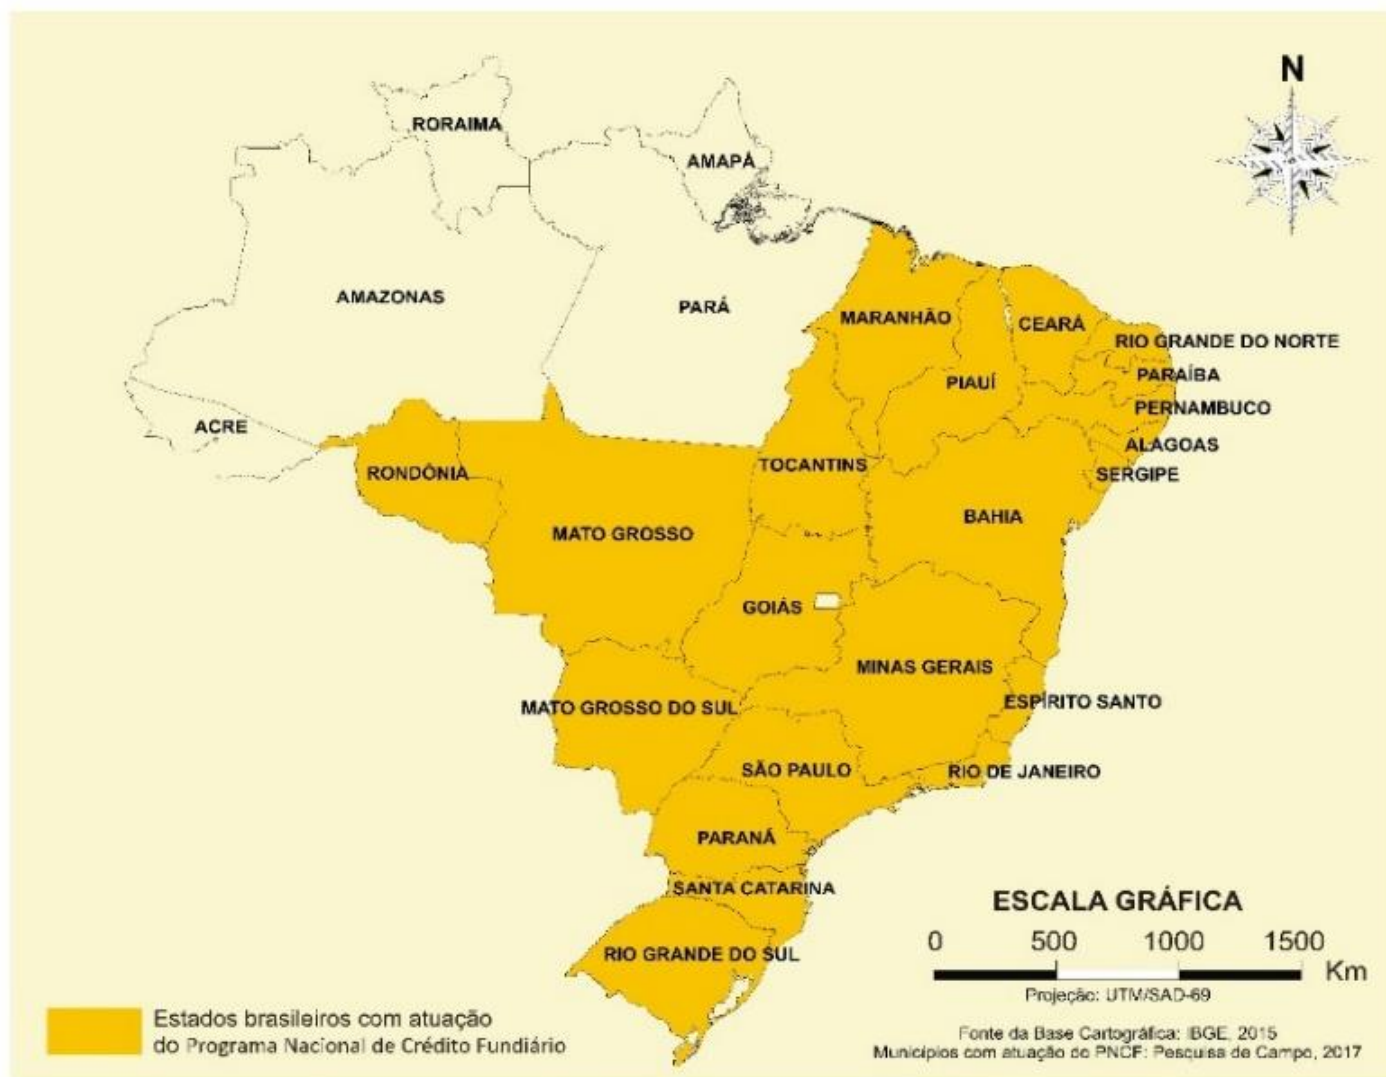 N
RORAIMA
AMAPÁ
AMAZONAS
PARÁ
MARANHÃO
CEARÁ
RIO GRANDE DO NORTE
PARAÍBA
PIAUÍ
PERNAMBUCO
ACRE
ALAGOAS
RONDÔNIA
TOCANTINS
SERGIPE
BAHIA
MATO GROSSO
GOIÁS
MINAS GERAIS
ESPÍRITO SANTO
MATO GROSSO DO SUL
SÃO PAULO
RIO DE JANEIRO
PARANÁ
SANTA CATARINA
RIO GRANDE DO SUL
ESCALA GRÁFICA
0 500 1000 1500
Km
Projeção: UTM/SAD-69
Estados brasileiros com atuação
do Programa Nacional de Crédito Fundiário
Fonte da Base Cartográfica: IBGE, 2015
Municípios com atuação do PNCF: Pesquisa de Campo, 2017